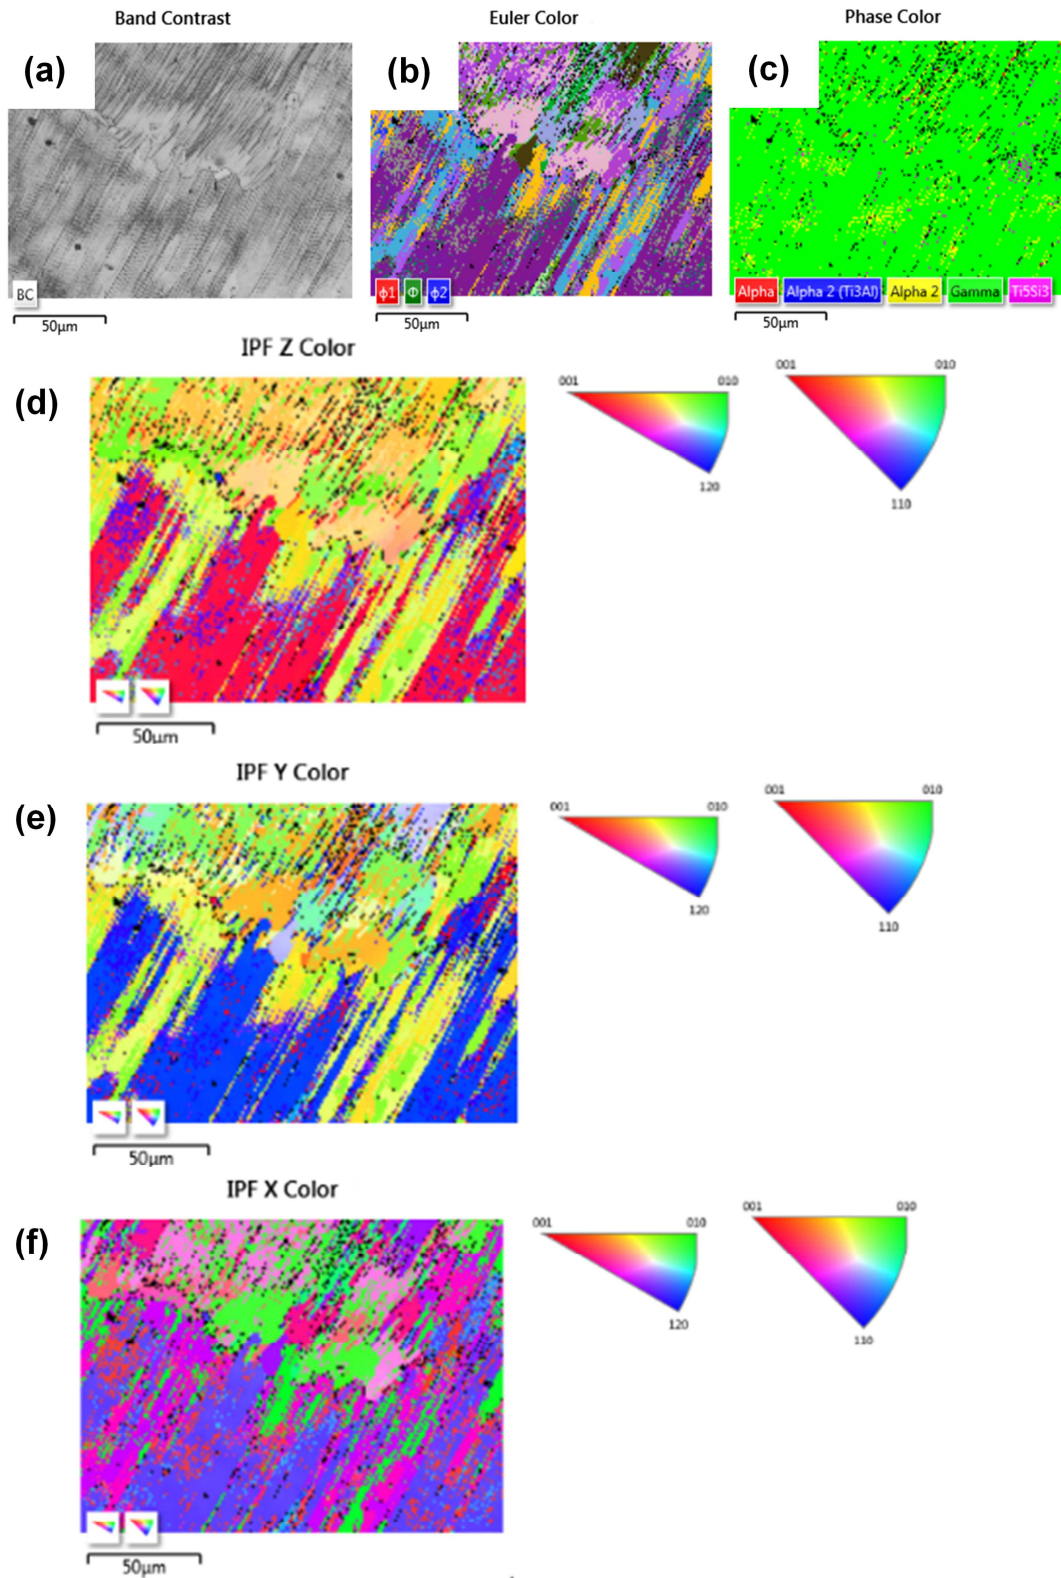 Band Contrast
Euler Color
Phase Color
(a)
(b)
(c)
BC
ϕ1 Φ ϕ2
Alpha Alpha 2 (Ti3Al) Alpha 2 Gamma Ti5Si3
50µm
50µm
50µm
IPF Z Color
(d)
001 010
120
001 010
110
50µm
IPF Y Color
(e)
001 010
120
001 010
110
50µm
IPF X Color
(f)
001 010
120
001 010
110
50µm